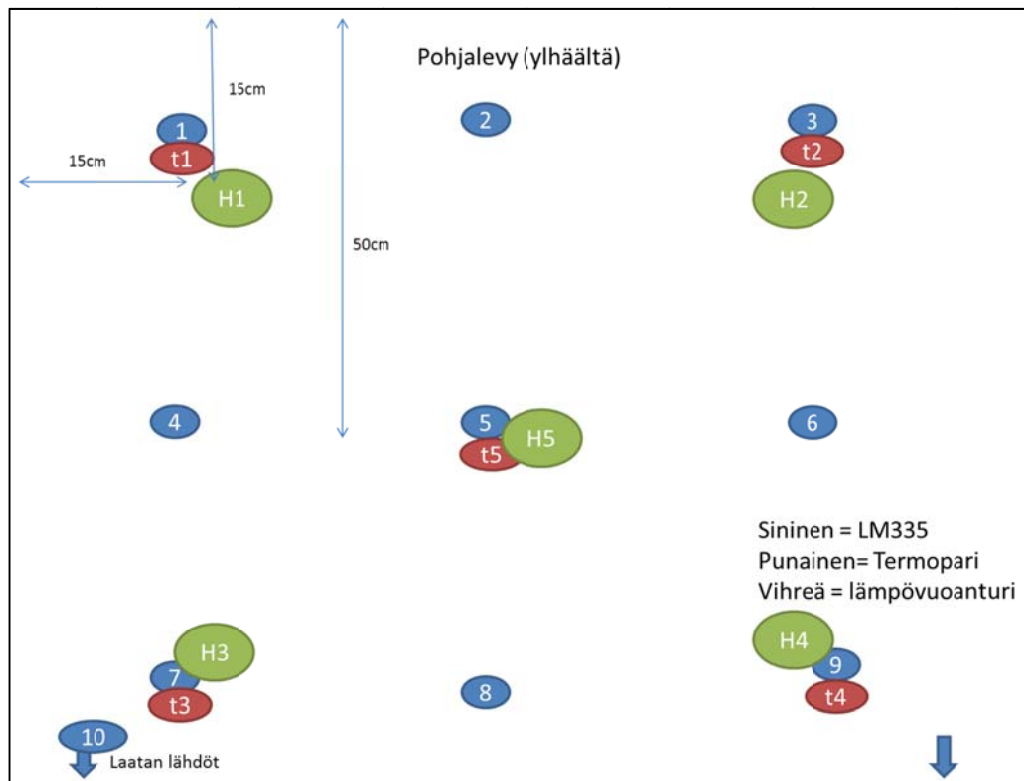 Pohjalevy (ylhäältä)
15cm
1
2
3
t1
t2
15cm
H1
H2
50cm
4
5
6
H5
t5
Sininen = LM335
Punainen= Termopari
Vihreä = lämpövuoanturi
H3
H4
7
9
8
t3
t4
10
Laatan lähdöt